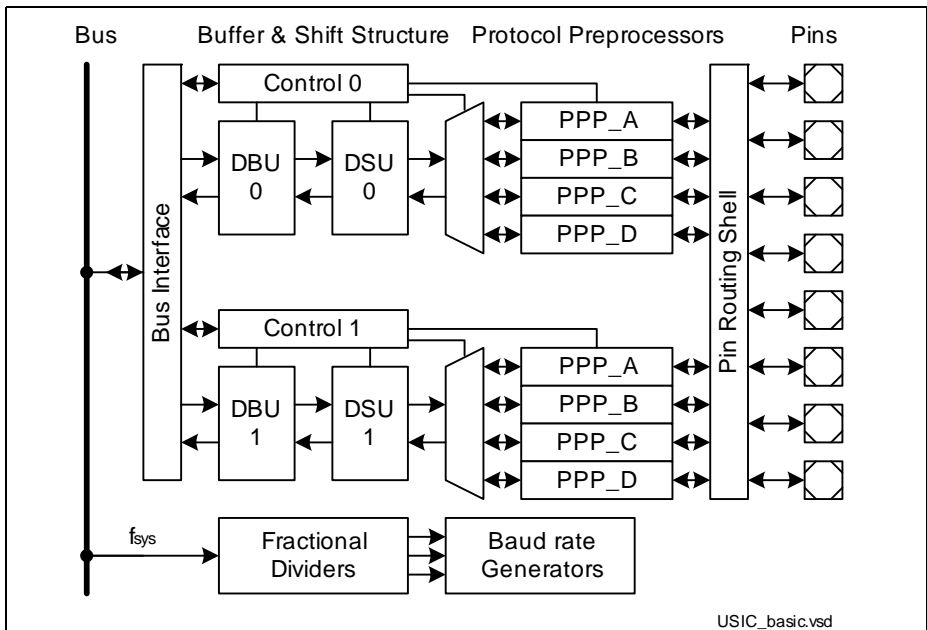 Bus
Buffer & Shift Structure
Protocol Preprocessors
Pins
Control 0
DBU
0
DSU
0
PPP_A
PPP_B
PPP_C
PPP_D
Bus Interface
Pin Routing Shell
Control 1
DBU
1
DSU
1
PPP_A
PPP_B
PPP_C
PPP_D
fsys
Fractional
Dividers
Baud rate
Generators
USIC_basic.vsd